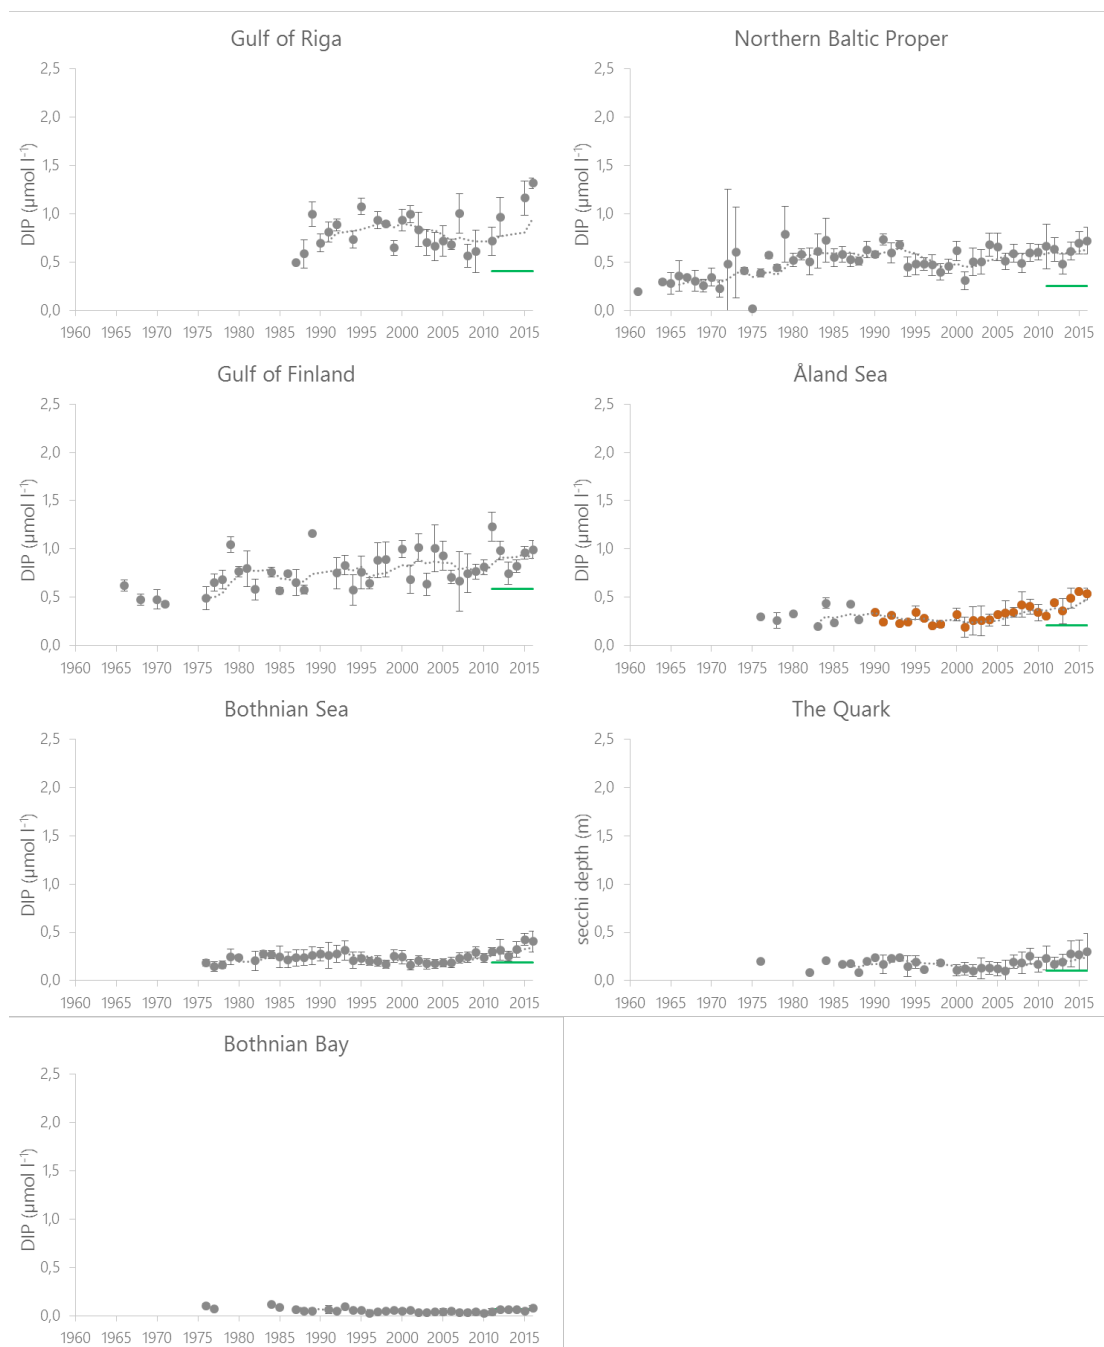 Gulf of Riga
2,5
2,0
1,5
1,0
0,5
0,0
DIP (µmol l⁻¹)
1960 1965 1970 1975 1980 1985 1990 1995 2000 2005 2010 2015
Northern Baltic Proper
2,5
2,0
1,5
1,0
0,5
0,0
DIP (µmol l⁻¹)
1960 1965 1970 1975 1980 1985 1990 1995 2000 2005 2010 2015
Gulf of Finland
2,5
2,0
1,5
1,0
0,5
0,0
DIP (µmol l⁻¹)
1960 1965 1970 1975 1980 1985 1990 1995 2000 2005 2010 2015
Åland Sea
2,5
2,0
1,5
1,0
0,5
0,0
DIP (µmol l⁻¹)
1960 1965 1970 1975 1980 1985 1990 1995 2000 2005 2010 2015
Bothnian Sea
2,5
2,0
1,5
1,0
0,5
0,0
DIP (µmol l⁻¹)
1960 1965 1970 1975 1980 1985 1990 1995 2000 2005 2010 2015
The Quark
2,5
2,0
1,5
1,0
0,5
0,0
secchi depth (m)
1960 1965 1970 1975 1980 1985 1990 1995 2000 2005 2010 2015
Bothnian Bay
2,5
2,0
1,5
1,0
0,5
0,0
DIP (µmol l⁻¹)
1960 1965 1970 1975 1980 1985 1990 1995 2000 2005 2010 2015